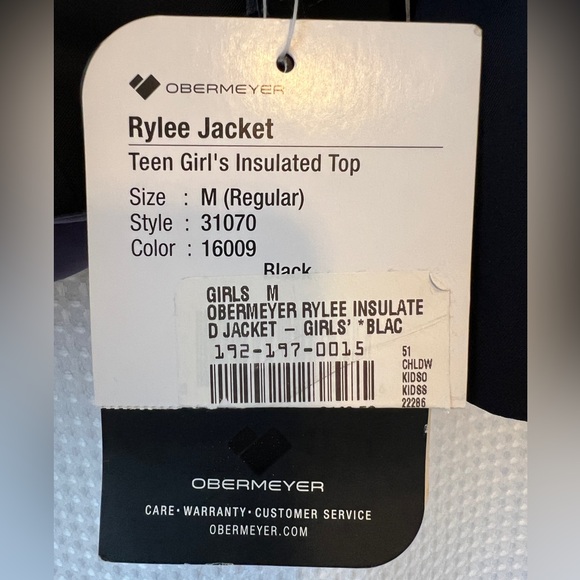 OBERMEYER
Rylee Jacket
Teen Girl's Insulated Top
Size : M (Regular)
Style : 31070
Color : 16009
Black
GIRLS M
OBERMEYER RYLEE INSULATE
D JACKET – GIRLS' *BLAC
192-197-0015
51
CHLDW
KIDSO
KIDSS
22286
OBERMEYER
CARE • WARRANTY • CUSTOMER SERVICE
OBERMEYER.COM